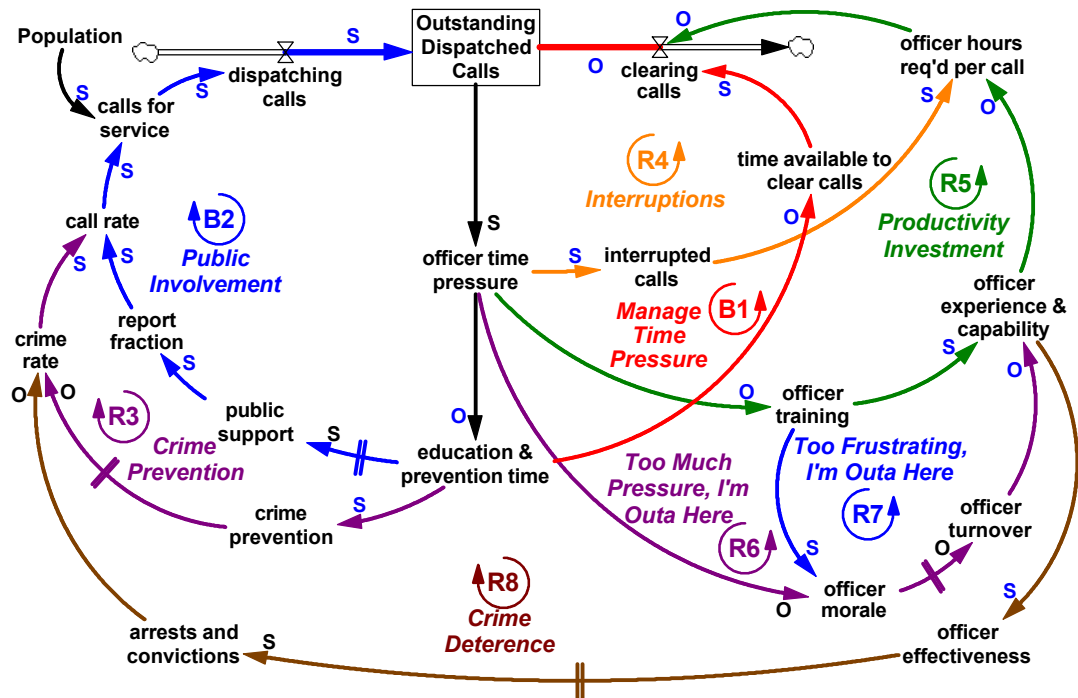 Population
S
dispatching
calls
S
S
Outstanding
Dispatched
Calls
O
O
clearing
calls
S
officer hours
req'd per call
S
O
calls for
service
S
S
call rate
S
S
B2
Public
Involvement
R4
Interruptions
time available to
clear calls
O
R5
Productivity
Investment
S
officer time
pressure
S
interrupted
calls
Manage
Time
Pressure
B1
officer
experience &
capability
S
O
crime
rate
O
O
report
fraction
S
R3
Crime
Prevention
public
support
S
O
education &
prevention time
S
crime
prevention
O
officer
training
Too Much
Pressure, I'm
Outa Here
R6
Too Frustrating,
I'm Outa Here
R7
S
O
officer
turnover
O
officer
morale
S
officer
effectiveness
R8
Crime
Deterence
arrests and
convictions
S